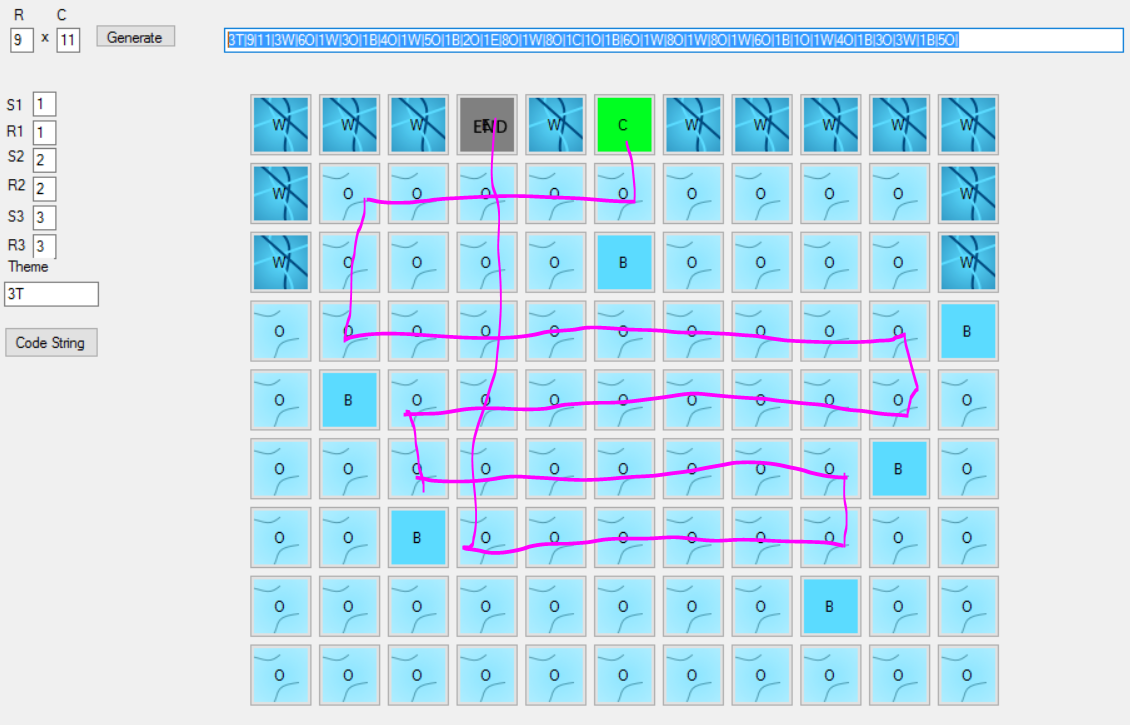 R C
9 x 11 Generate
3T|9|11|3W|6O|1W|3O|1B|4O|1W|5O|1B|2O|1E|8O|1W|8O|1C|1O|1B|6O|1W|8O|1W|8O|1W|6O|1B|1O|1W|4O|1B|3O|3W|1B|5O|
S1 1
R1 1
S2 2
R2 2
S3 3
R3 3
Theme
3T
Code String
W W W END W C W W W W W
W O O O O O O O O O W
W O O O O B O O O O W
O O O O O O O O O O B
O B O O O O O O O O O
O O O O O O O O O B O
O O B O O O O O O O O
O O O O O O O O B O O
O O O O O O O O O O O